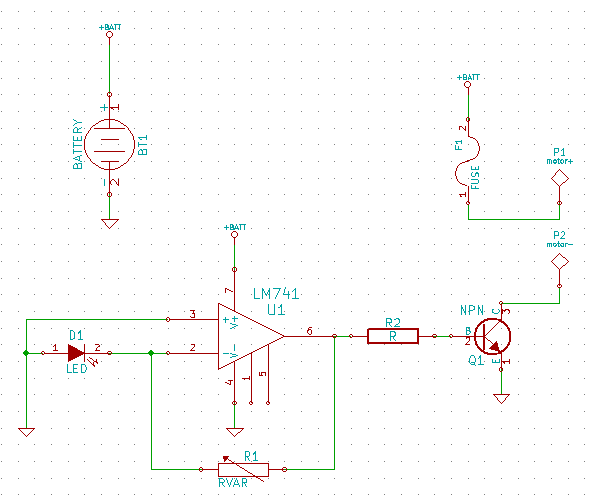 +BATT
+ 1
BATTERY
BT1
- 2
+BATT
2
F1
FUSE
1
P1
motor+
P2
motor-
+BATT
7
LM741
U1
3
+
V+
6
D1
1
2
LED
2
-
V-
4
1
5
R2
R
NPN
C
3
B
2
Q1
E
1
R1
RVAR